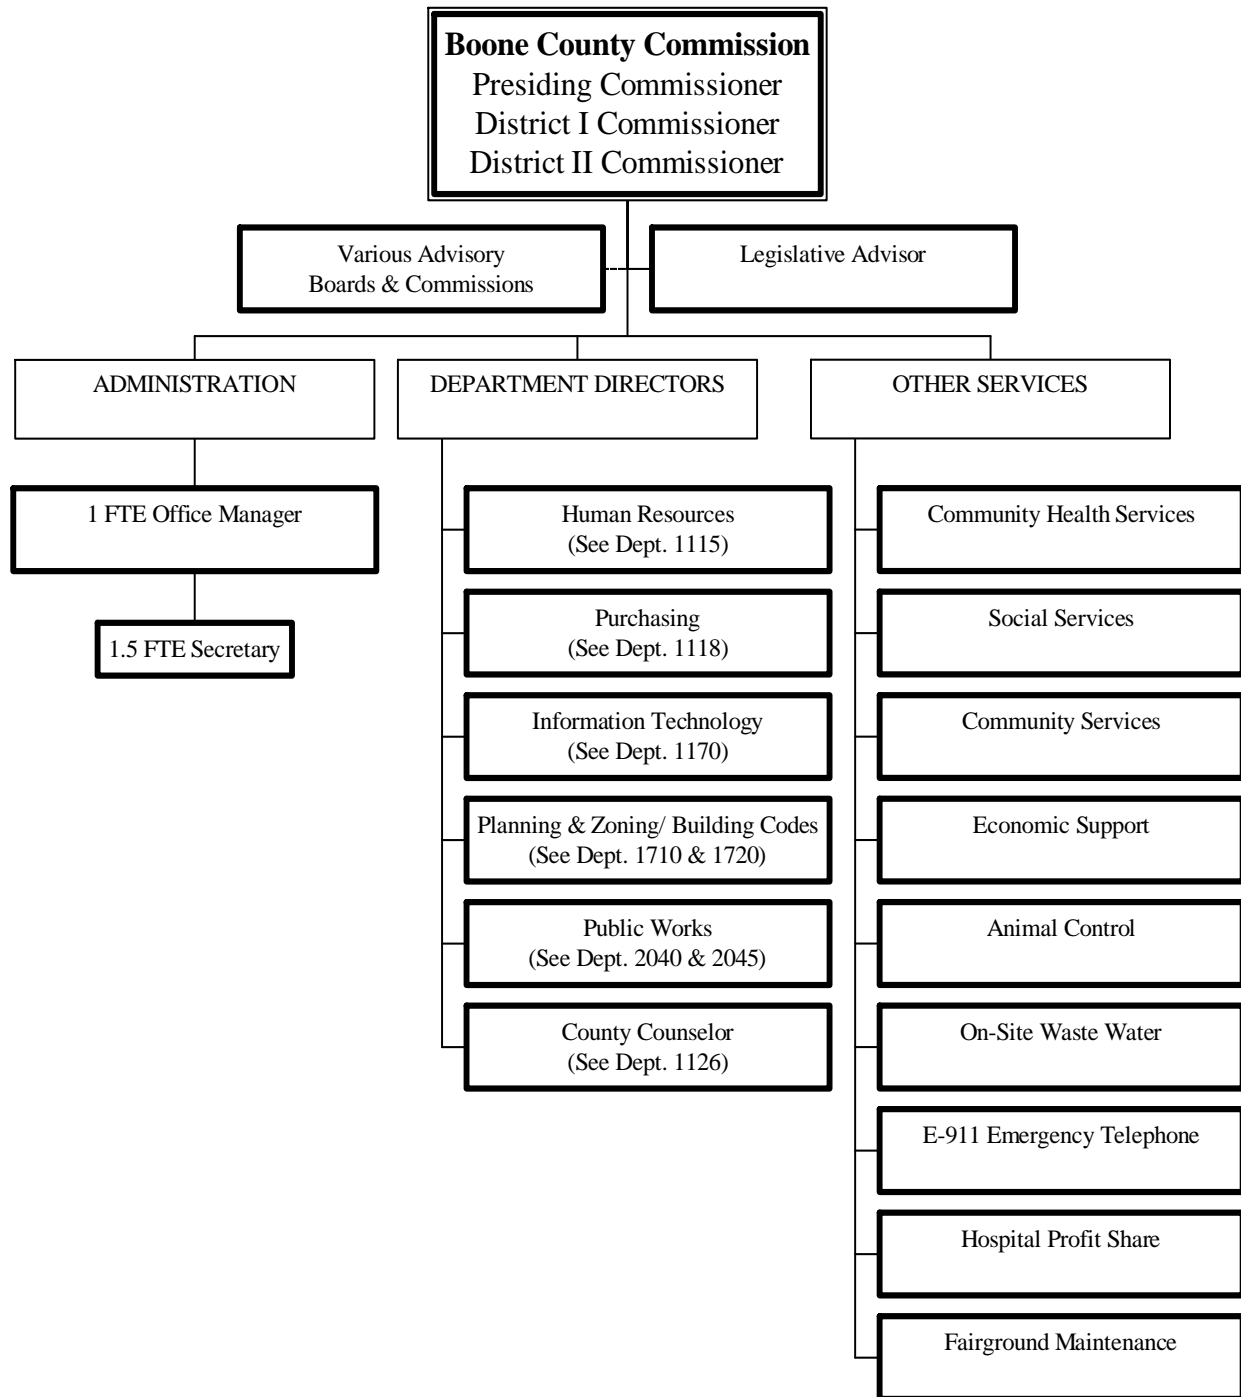 Boone County Commission
Presiding Commissioner
District I Commissioner
District II Commissioner
Various Advisory
Boards & Commissions
Legislative Advisor
ADMINISTRATION
DEPARTMENT DIRECTORS
OTHER SERVICES
1 FTE Office Manager
1.5 FTE Secretary
Human Resources
(See Dept. 1115)
Purchasing
(See Dept. 1118)
Information Technology
(See Dept. 1170)
Planning & Zoning/ Building Codes
(See Dept. 1710 & 1720)
Public Works
(See Dept. 2040 & 2045)
County Counselor
(See Dept. 1126)
Community Health Services
Social Services
Community Services
Economic Support
Animal Control
On-Site Waste Water
E-911 Emergency Telephone
Hospital Profit Share
Fairground Maintenance